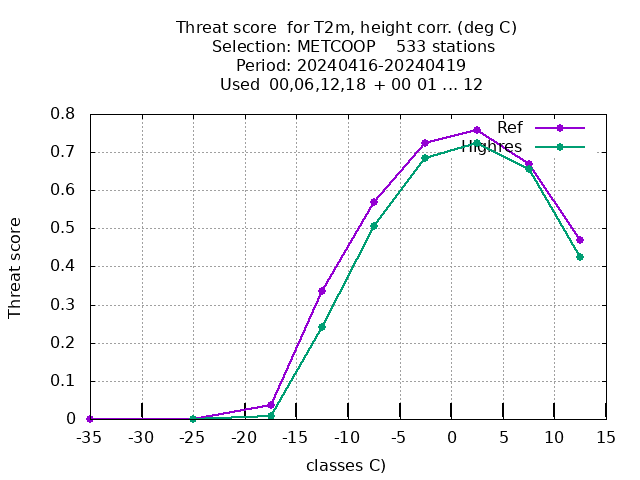 Threat score for T2m, height corr. (deg C)
Selection: METCOOP 533 stations
Period: 20240416-20240419
Used 00,06,12,18 + 00 01 ... 12
Ref
Highres
0.8
0.7
0.6
0.5
0.4
0.3
0.2
0.1
0
Threat score
-35 -30 -25 -20 -15 -10 -5 0 5 10 15
classes C)